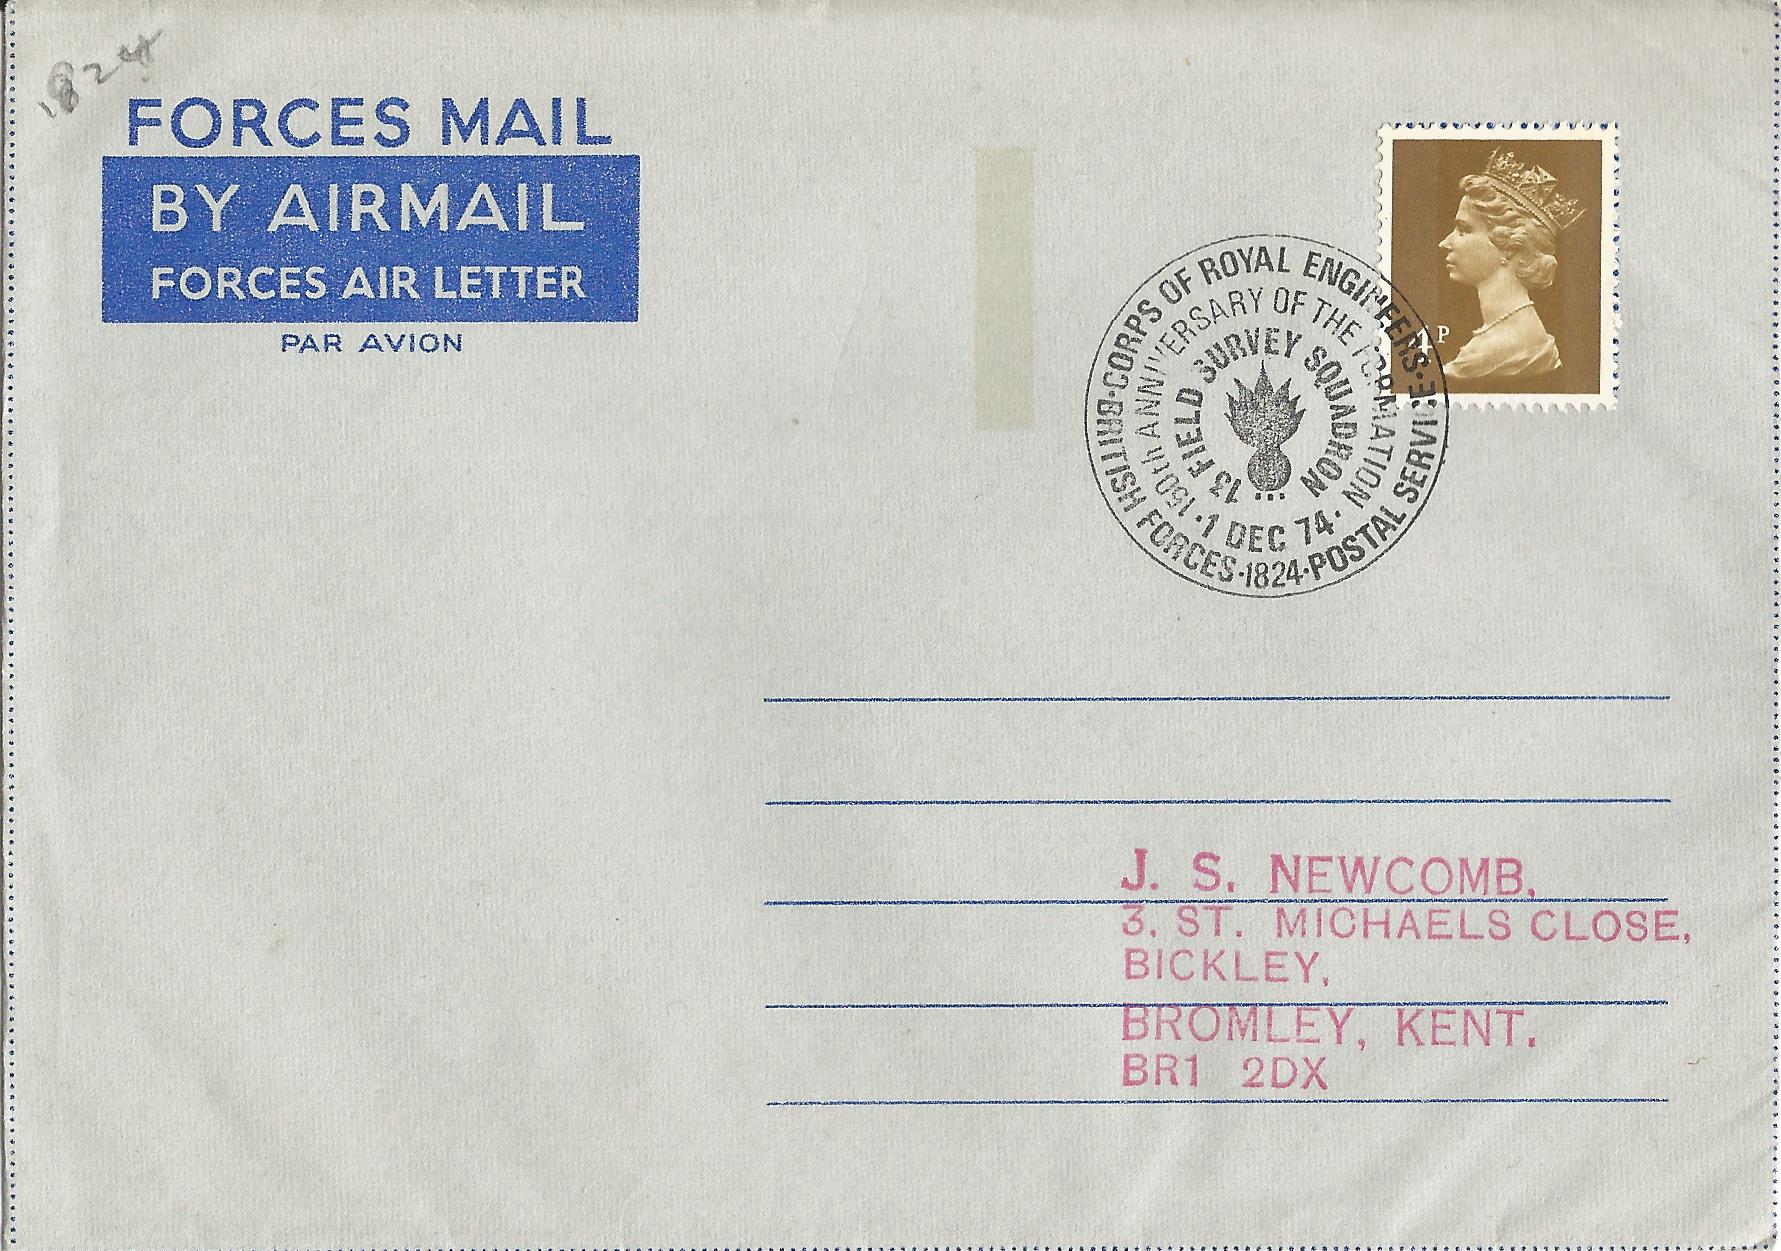 1824
FORCES MAIL
BY AIRMAIL
FORCES AIR LETTER
PAR AVION
4P
CORPS OF ROYAL ENGINEERS·
BRITISH FORCES·1824·POSTAL SERVICE
150th ANNIVERSARY OF THE FORMATION
13 FIELD SURVEY SQUADRON
·1 DEC 74·
J. S. NEWCOMB,
3. ST. MICHAELS CLOSE,
BICKLEY,
BROMLEY, KENT.
BR1 2DX